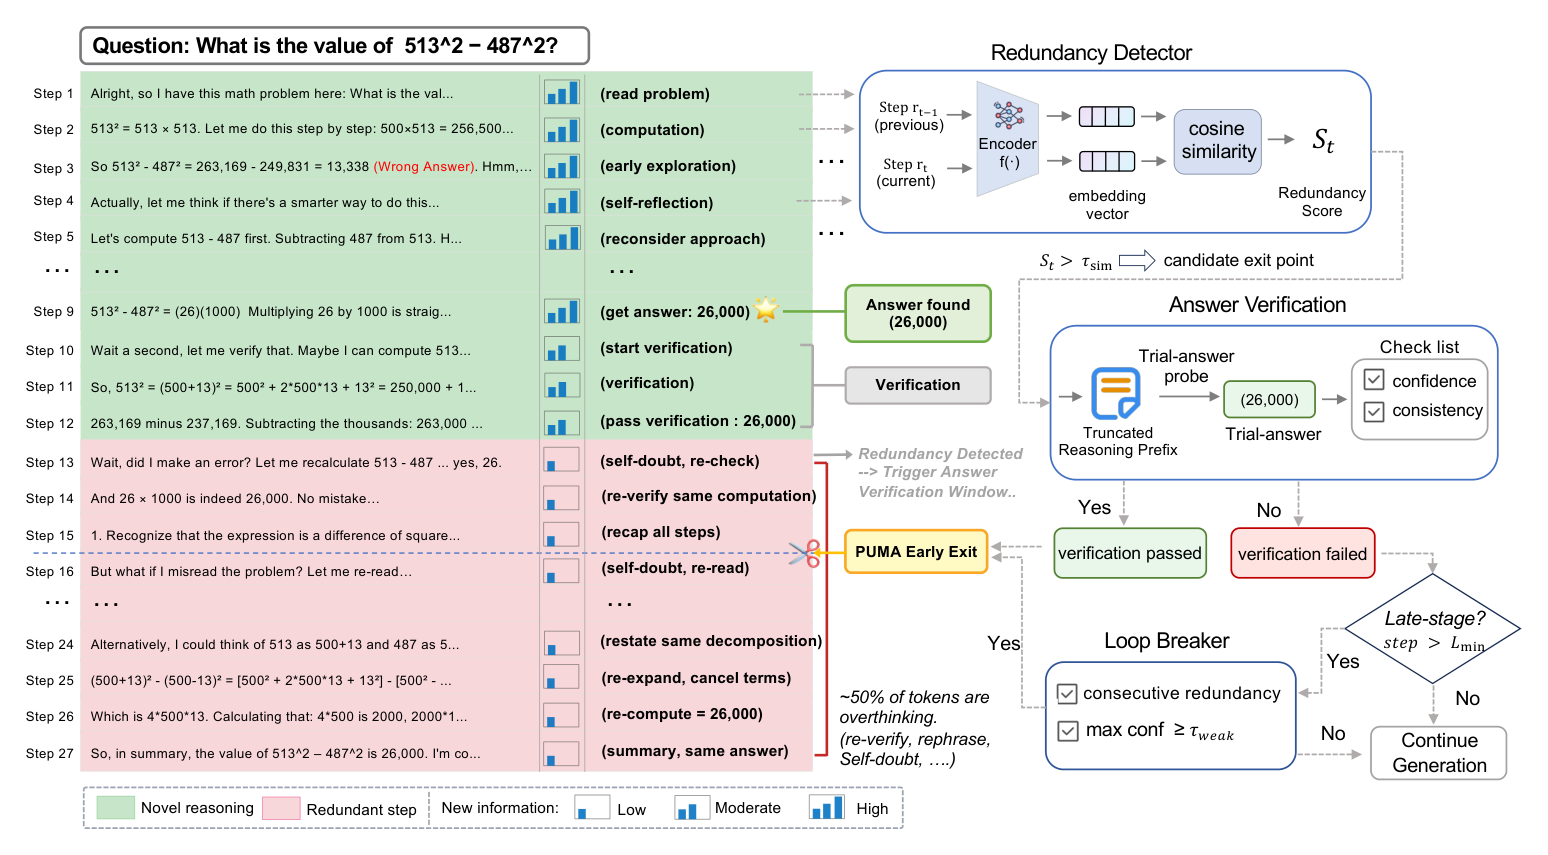 Question: What is the value of 513^2 − 487^2?
Step 1 Alright, so I have this math problem here: What is the val... (read problem)
Step 2 513² = 513 × 513. Let me do this step by step: 500×513 = 256,500... (computation)
Step 3 So 513² - 487² = 263,169 - 249,831 = 13,338 (Wrong Answer). Hmm,... (early exploration)
Step 4 Actually, let me think if there's a smarter way to do this... (self-reflection)
Step 5 Let's compute 513 - 487 first. Subtracting 487 from 513. H... (reconsider approach)
... ... ...
Step 9 513² - 487² = (26)(1000) Multiplying 26 by 1000 is straig... (get answer: 26,000)
Step 10 Wait a second, let me verify that. Maybe I can compute 513... (start verification)
Step 11 So, 513² = (500+13)² = 500² + 2*500*13 + 13² = 250,000 + 1... (verification)
Step 12 263,169 minus 237,169. Subtracting the thousands: 263,000 ... (pass verification : 26,000)
Step 13 Wait, did I make an error? Let me recalculate 513 - 487 ... yes, 26. (self-doubt, re-check)
Step 14 And 26 × 1000 is indeed 26,000. No mistake... (re-verify same computation)
Step 15 1. Recognize that the expression is a difference of square... (recap all steps)
Step 16 But what if I misread the problem? Let me re-read... (self-doubt, re-read)
... ... ...
Step 24 Alternatively, I could think of 513 as 500+13 and 487 as 5... (restate same decomposition)
Step 25 (500+13)² - (500-13)² = [500² + 2*500*13 + 13²] - [500² - ... (re-expand, cancel terms)
Step 26 Which is 4*500*13. Calculating that: 4*500 is 2000, 2000*1... (re-compute = 26,000)
Step 27 So, in summary, the value of 513^2 – 487^2 is 26,000. I'm co... (summary, same answer)
Novel reasoning
Redundant step
New information:
Low
Moderate
High
...
...
Answer found
(26,000)
Verification
Redundancy Detected
--> Trigger Answer
Verification Window..
PUMA Early Exit
~50% of tokens are
overthinking.
(re-verify, rephrase,
Self-doubt, ....)
Redundancy Detector
Step r_{t−1}
(previous)
Step r_t
(current)
Encoder
f(·)
embedding
vector
cosine
similarity
S_t
Redundancy
Score
S_t > τ_sim
candidate exit point
Answer Verification
Truncated
Reasoning Prefix
Trial-answer
probe
(26,000)
Trial-answer
Check list
confidence
consistency
Yes
No
verification passed
verification failed
Late-stage?
step > L_min
Yes
No
Loop Breaker
consecutive redundancy
max conf ≥ τ_weak
Yes
No
Continue
Generation